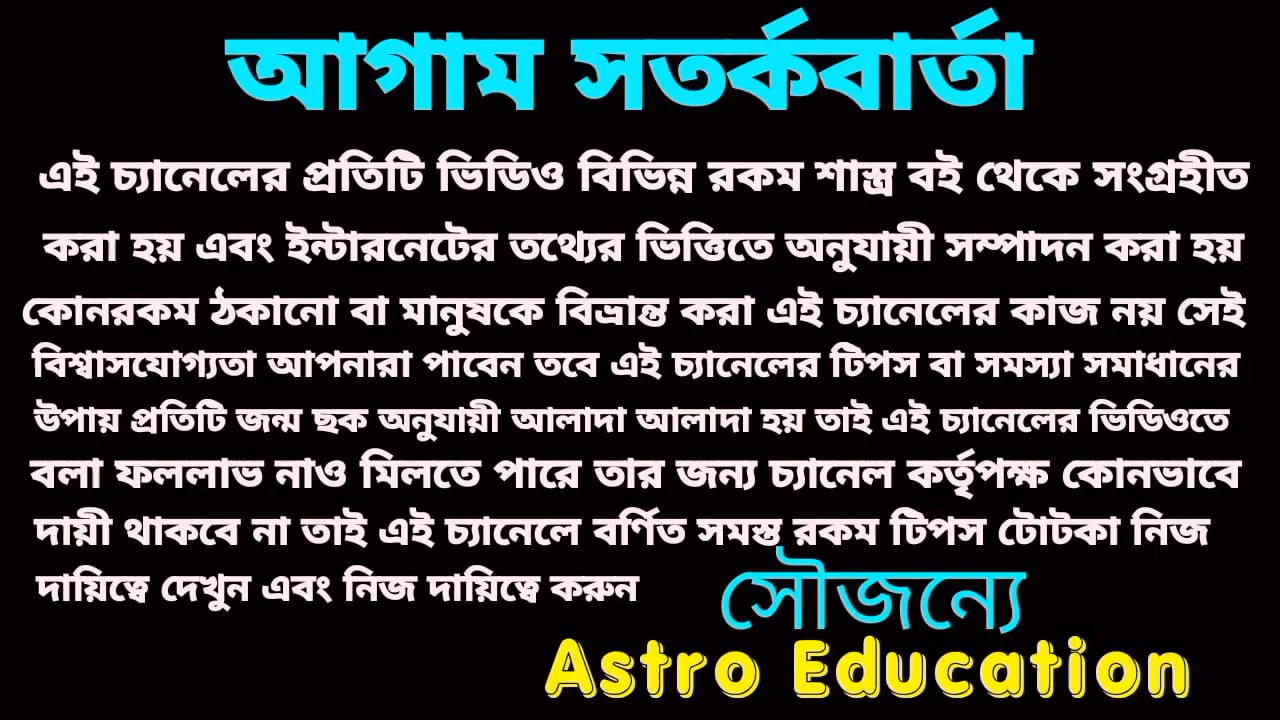 আগাম সতর্কবার্তা
এই চ্যানেলের প্রতিটি ভিডিও বিভিন্ন রকম শাস্ত্র বই থেকে সংগ্রহীত
করা হয় এবং ইন্টারনেটের তথ্যের ভিত্তিতে অনুযায়ী সম্পাদন করা হয়
কোনরকম ঠকানো বা মানুষকে বিভ্রান্ত করা এই চ্যানেলের কাজ নয় সেই
বিশ্বাসযোগ্যতা আপনারা পাবেন তবে এই চ্যানেলের টিপস বা সমস্যা সমাধানের
উপায় প্রতিটি জন্ম ছক অনুযায়ী আলাদা আলাদা হয় তাই এই চ্যানেলের ভিডিওতে
বলা ফললাভ নাও মিলতে পারে তার জন্য চ্যানেল কর্তৃপক্ষ কোনভাবে
দায়ী থাকবে না তাই এই চ্যানেলে বর্ণিত সমস্ত রকম টিপস টোটকা নিজ
দায়িত্বে দেখুন এবং নিজ দায়িত্বে করুন
সৌজন্যে
Astro Education